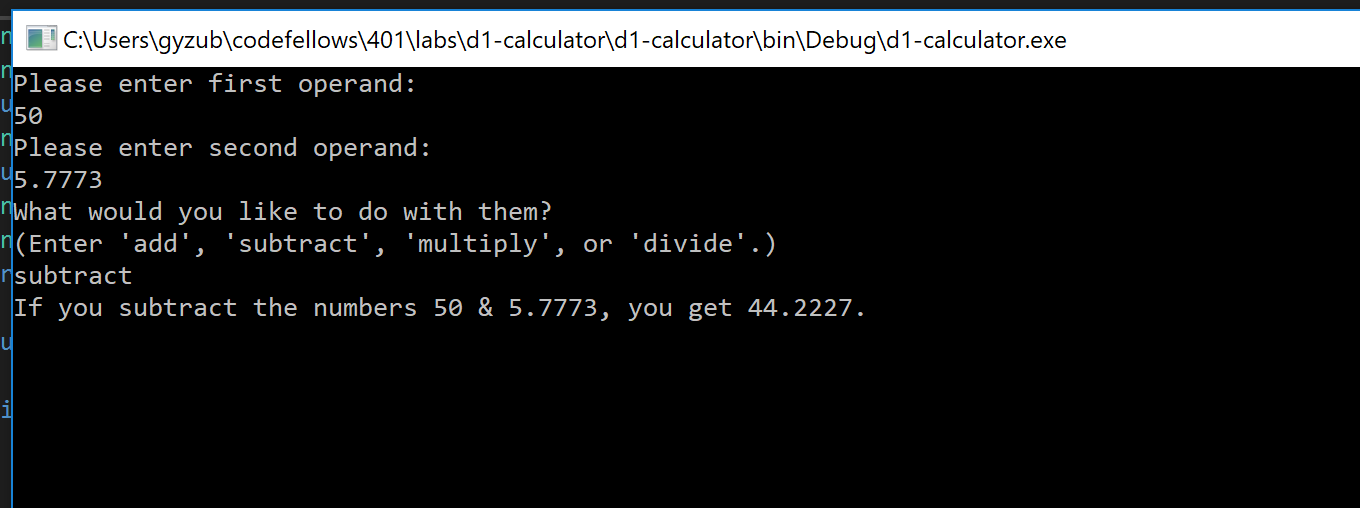 C:\Users\gyzub\codefellows\401\labs\d1-calculator\d1-calculator\bin\Debug\d1-calculator.exe
Please enter first operand:
50
Please enter second operand:
5.7773
What would you like to do with them?
(Enter 'add', 'subtract', 'multiply', or 'divide'.)
subtract
If you subtract the numbers 50 & 5.7773, you get 44.2227.